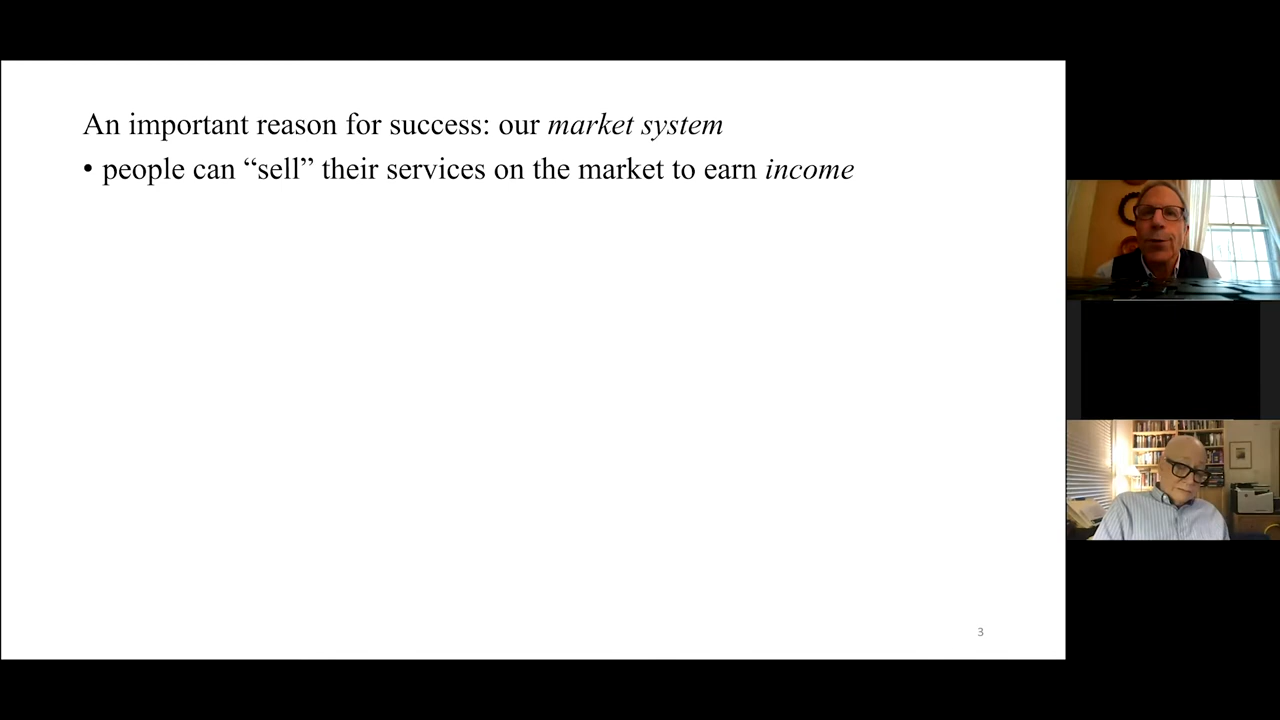 An important reason for success: our market system
• people can “sell” their services on the market to earn income
3